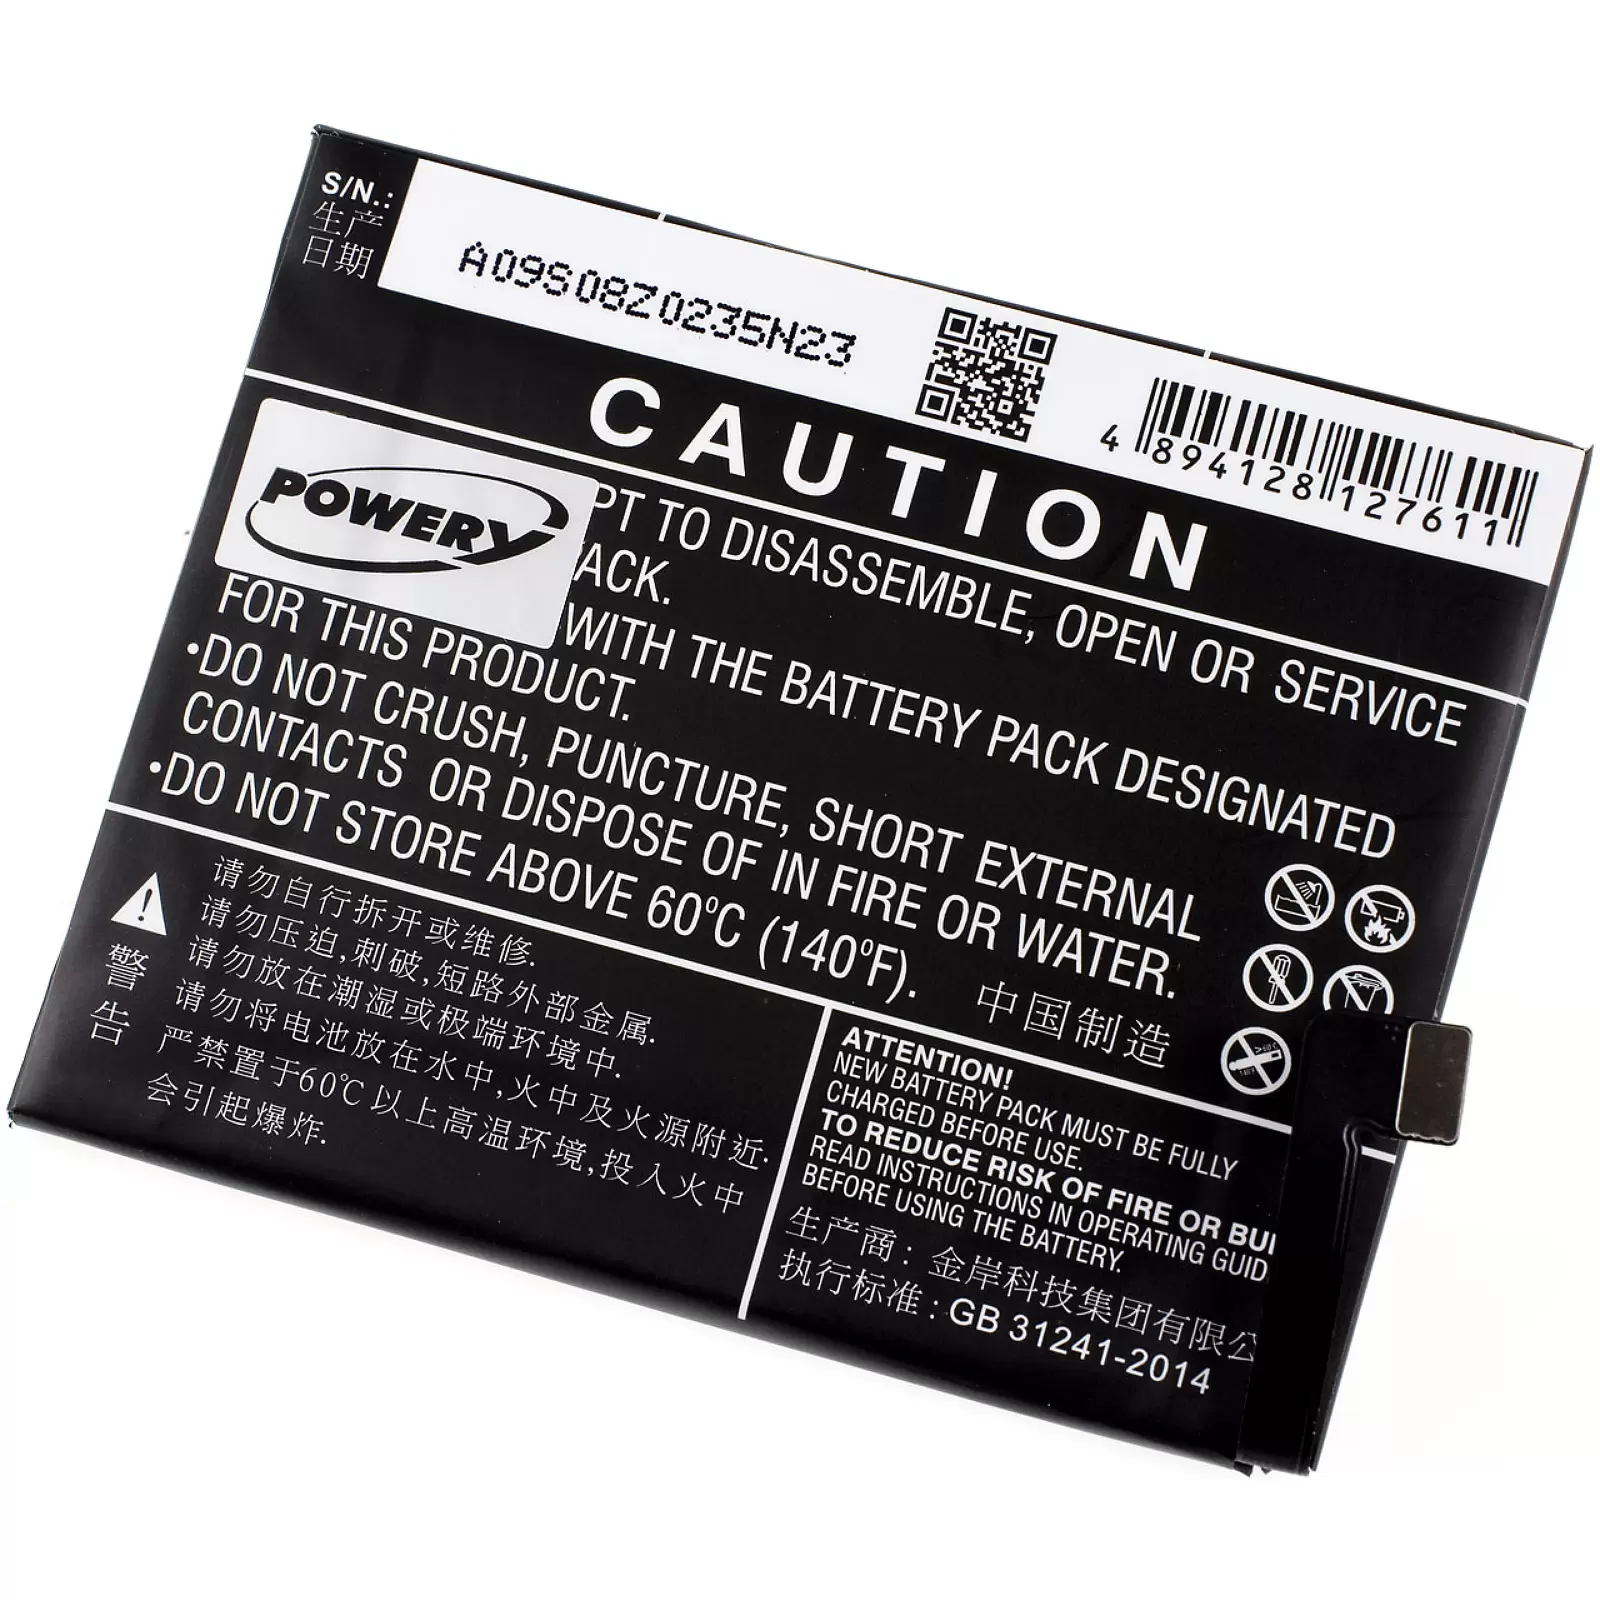 S/N.:
生产
日期
A09S08Z0235N23
4 894128 127611
CAUTION
POWERY
PT TO DISASSEMBLE, OPEN OR SERVICE
ACK.
WITH THE BATTERY PACK DESIGNATED
FOR THIS PRODUCT.
•DO NOT CRUSH, PUNCTURE, SHORT EXTERNAL
CONTACTS OR DISPOSE OF IN FIRE OR WATER.
•DO NOT STORE ABOVE 60°C (140°F).
中国制造
警告
请勿自行拆开或维修.
请勿压迫,刺破,短路外部金属.
请勿放在潮湿或极端环境中.
请勿将电池放在水中,火中及火源附近.
严禁置于60℃以上高温环境,投入火中
会引起爆炸.
ATTENTION!
NEW BATTERY PACK MUST BE FULLY
CHARGED BEFORE USE.
TO REDUCE RISK OF FIRE OR BU
READ INSTRUCTIONS IN OPERATING GUID
BEFORE USING THE BATTERY.
生产商: 金岸科技集团有限公
执行标准: GB 31241-2014